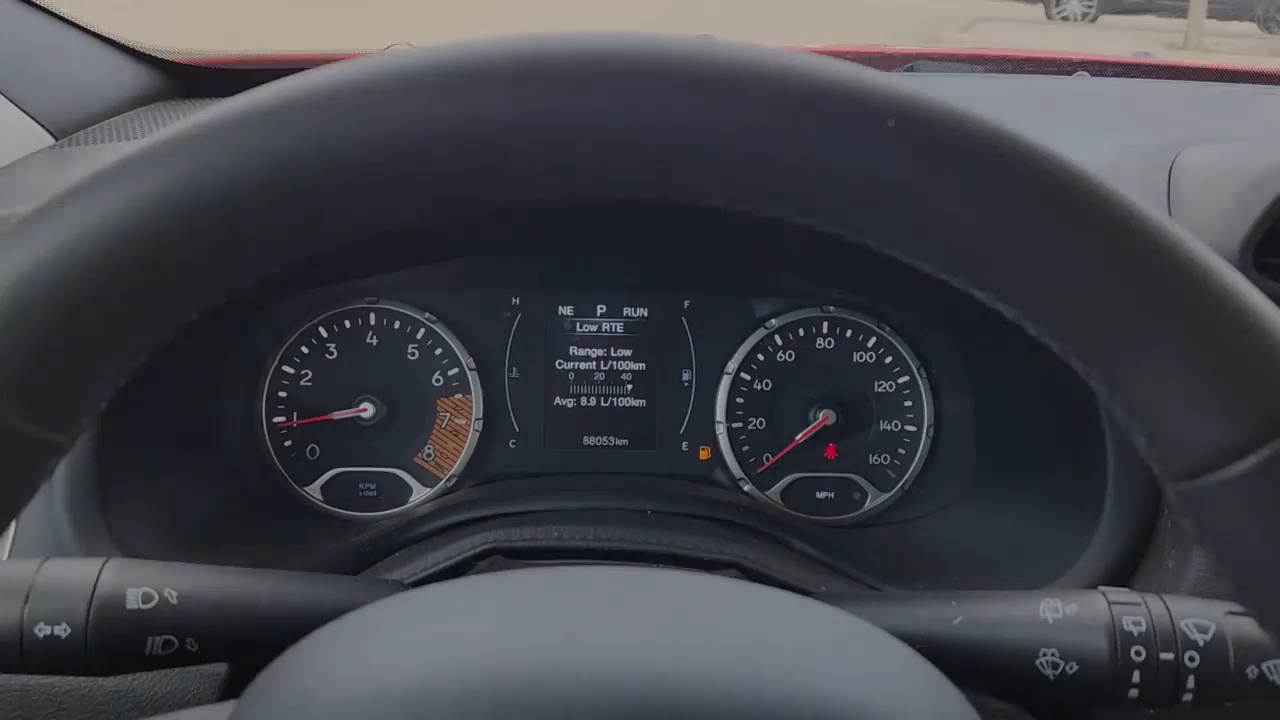 0 1 2 3 4 5 6 7 8
RPM
x1000
H
C
NE P RUN
Low RTE
Range: Low
Current L/100km
0 20 40
Avg: 8.9 L/100km
88053km
F
E
0 20 40 60 80 100 120 140 160
MPH